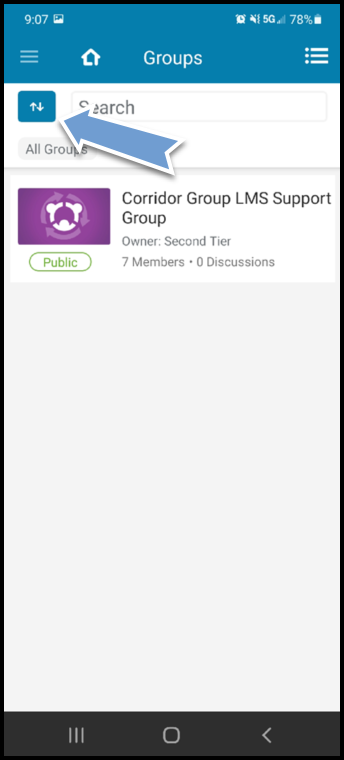 9:07 5G 78%
Groups
Search
All Groups
Corridor Group LMS Support
Group
Owner: Second Tier
Public
7 Members • 0 Discussions